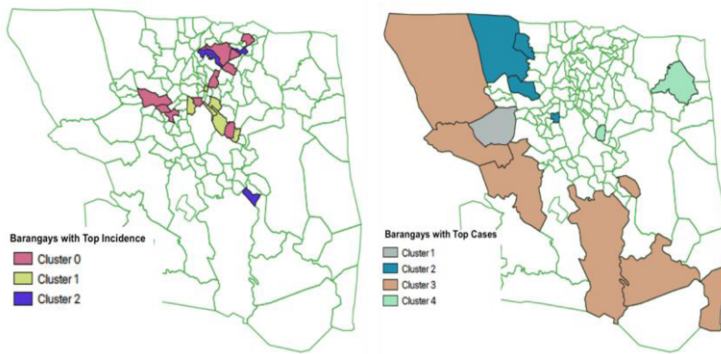 Barangays with Top Incidence
Cluster 0
Cluster 1
Cluster 2
Barangays with Top Cases
Cluster 1
Cluster 2
Cluster 3
Cluster 4